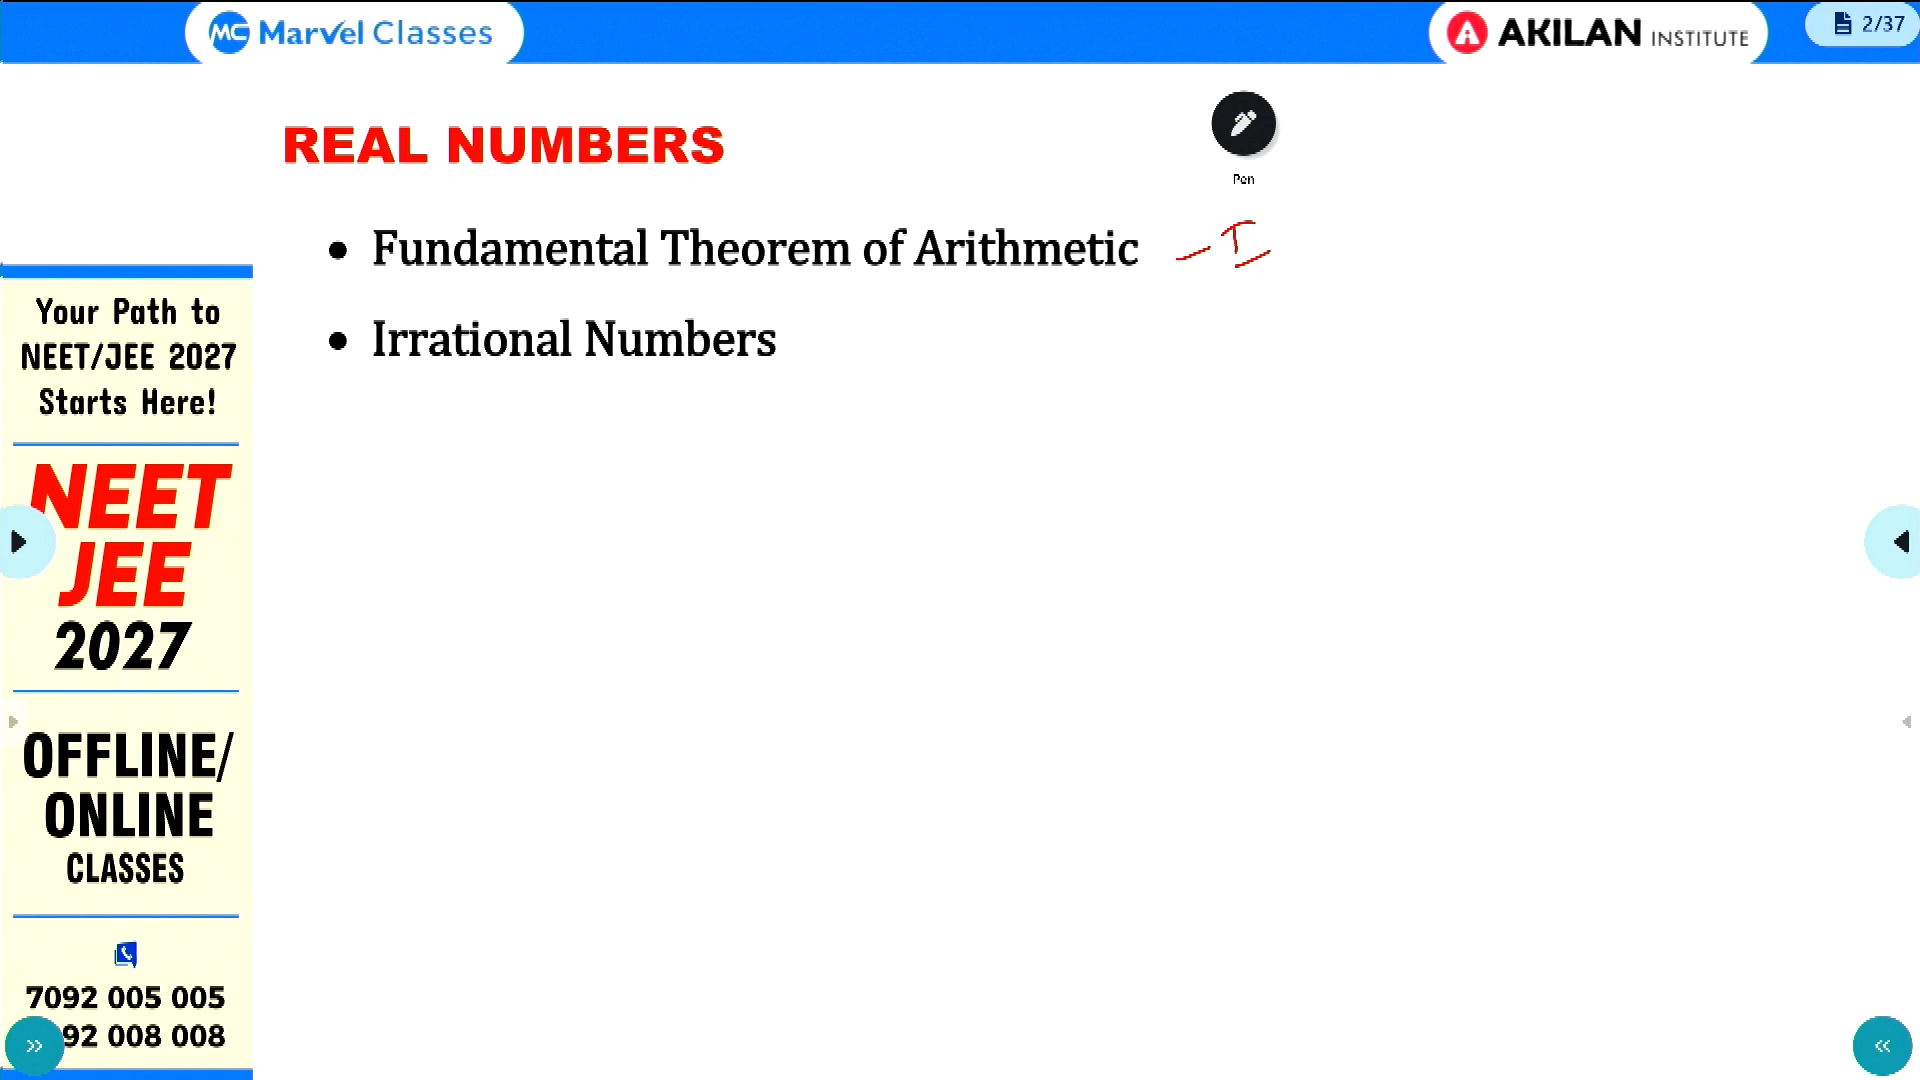 MC Marvel Classes
AKILAN INSTITUTE
2/37
REAL NUMBERS
Pen
• Fundamental Theorem of Arithmetic - I
• Irrational Numbers
Your Path to
NEET/JEE 2027
Starts Here!
NEET
JEE
2027
OFFLINE/
ONLINE
CLASSES
7092 005 005
92 008 008